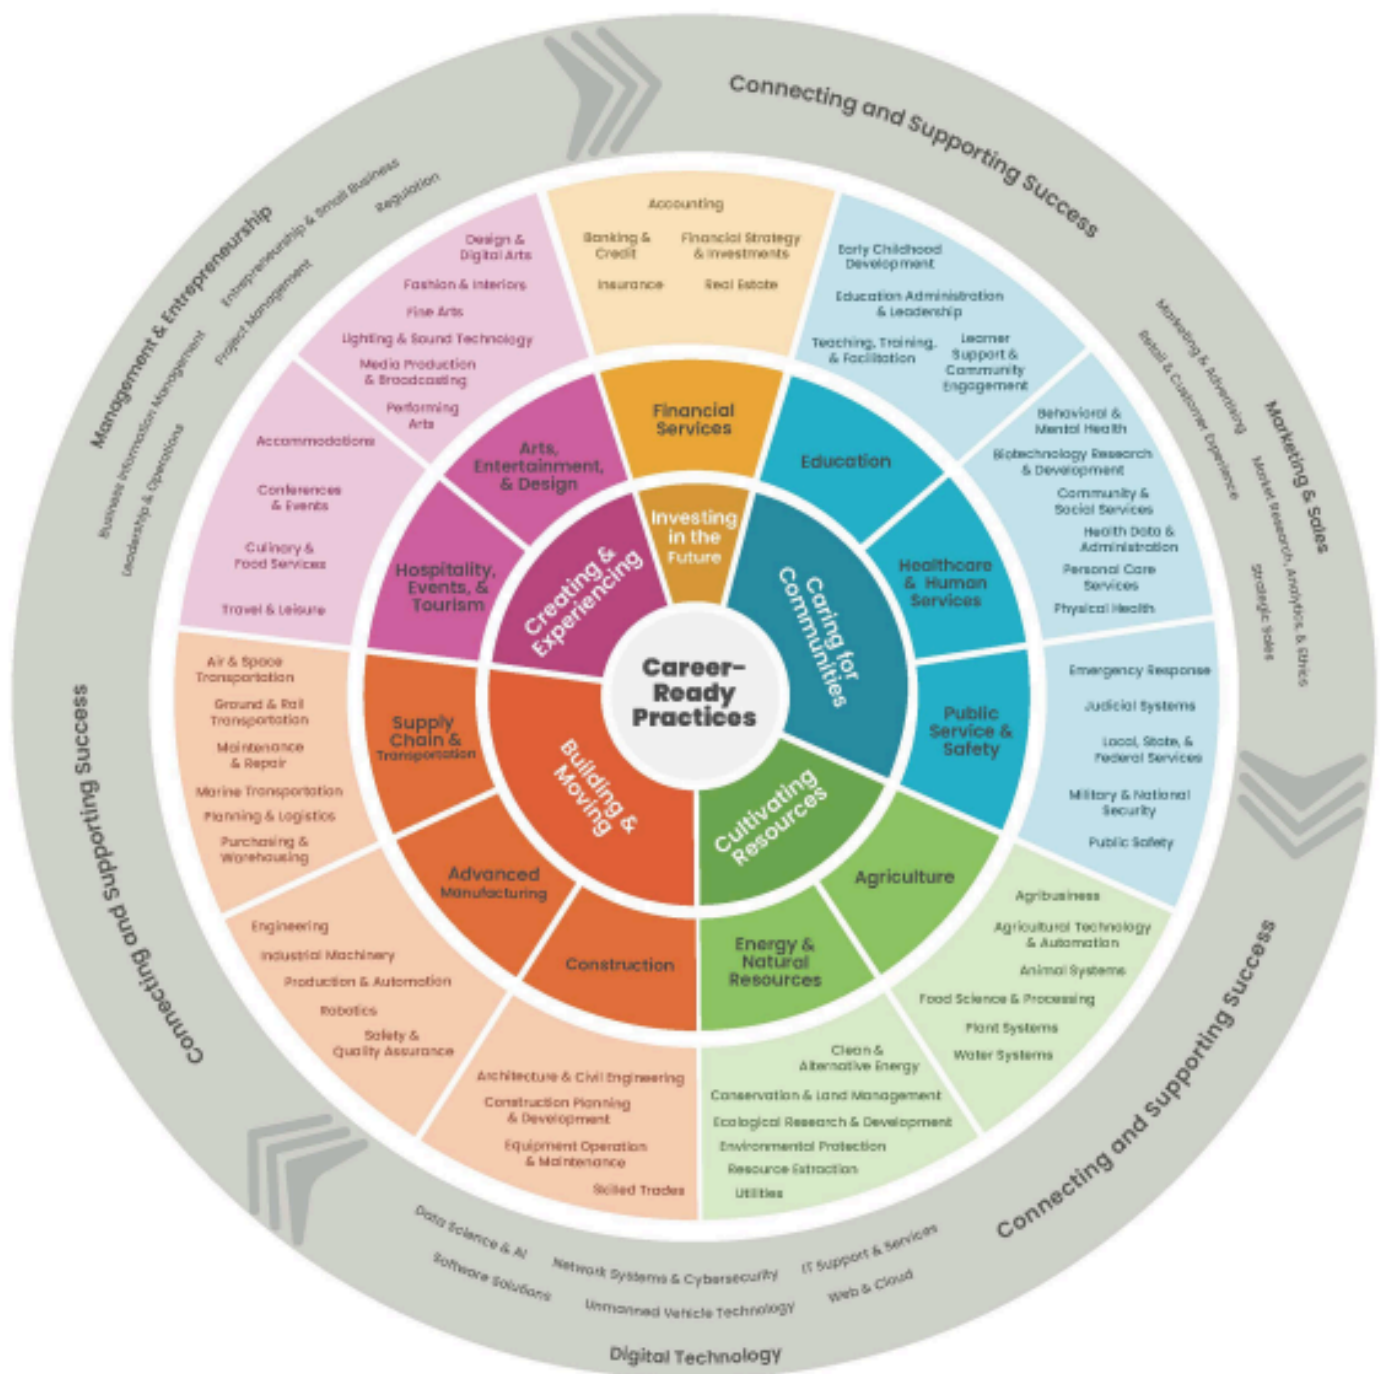 Connecting and Supporting Success
Management & Entrepreneurship
Entrepreneurship & Small Business
Regulation
Project Management
Business Information Management
Leadership & Operations
Marketing & Sales
Marketing & Advertising
Retail & Customer Experience
Market Research, Analytics, & Ethics
Strategic Sales
Connecting and Supporting Success
Digital Technology
Data Science & AI
Network Systems & Cybersecurity
IT Support & Services
Software Solutions
Unmanned Vehicle Technology
Web & Cloud
Connecting and Supporting Success
Career-
Ready
Practices
Investing
in the
Future
Financial
Services
Accounting
Banking &
Credit
Financial Strategy
& Investments
Insurance
Real Estate
Caring for
Communities
Education
Early Childhood
Development
Education Administration
& Leadership
Teaching, Training,
& Facilitation
Learner
Support &
Community
Engagement
Healthcare
& Human
Services
Behavioral &
Mental Health
Biotechnology Research
& Development
Community &
Social Services
Health Data &
Administration
Personal Care
Services
Physical Health
Public
Service &
Safety
Emergency Response
Judicial Systems
Local, State, &
Federal Services
Military & National
Security
Public Safety
Cultivating
Resources
Agriculture
Agribusiness
Agricultural Technology
& Automation
Animal Systems
Food Science & Processing
Plant Systems
Water Systems
Energy &
Natural
Resources
Clean &
Alternative Energy
Conservation & Land Management
Ecological Research & Development
Environmental Protection
Resource Extraction
Utilities
Building &
Moving
Construction
Architecture & Civil Engineering
Construction Planning
& Development
Equipment Operation
& Maintenance
Skilled Trades
Advanced
Manufacturing
Engineering
Industrial Machinery
Production & Automation
Robotics
Safety &
Quality Assurance
Supply
Chain &
Transportation
Air & Space
Transportation
Ground & Rail
Transportation
Maintenance
& Repair
Marine Transportation
Planning & Logistics
Purchasing &
Warehousing
Creating &
Experiencing
Hospitality,
Events, &
Tourism
Accommodations
Conferences
& Events
Culinary &
Food Services
Travel & Leisure
Arts,
Entertainment,
& Design
Design &
Digital Arts
Fashion & Interiors
Fine Arts
Lighting & Sound Technology
Media Production
& Broadcasting
Performing
Arts